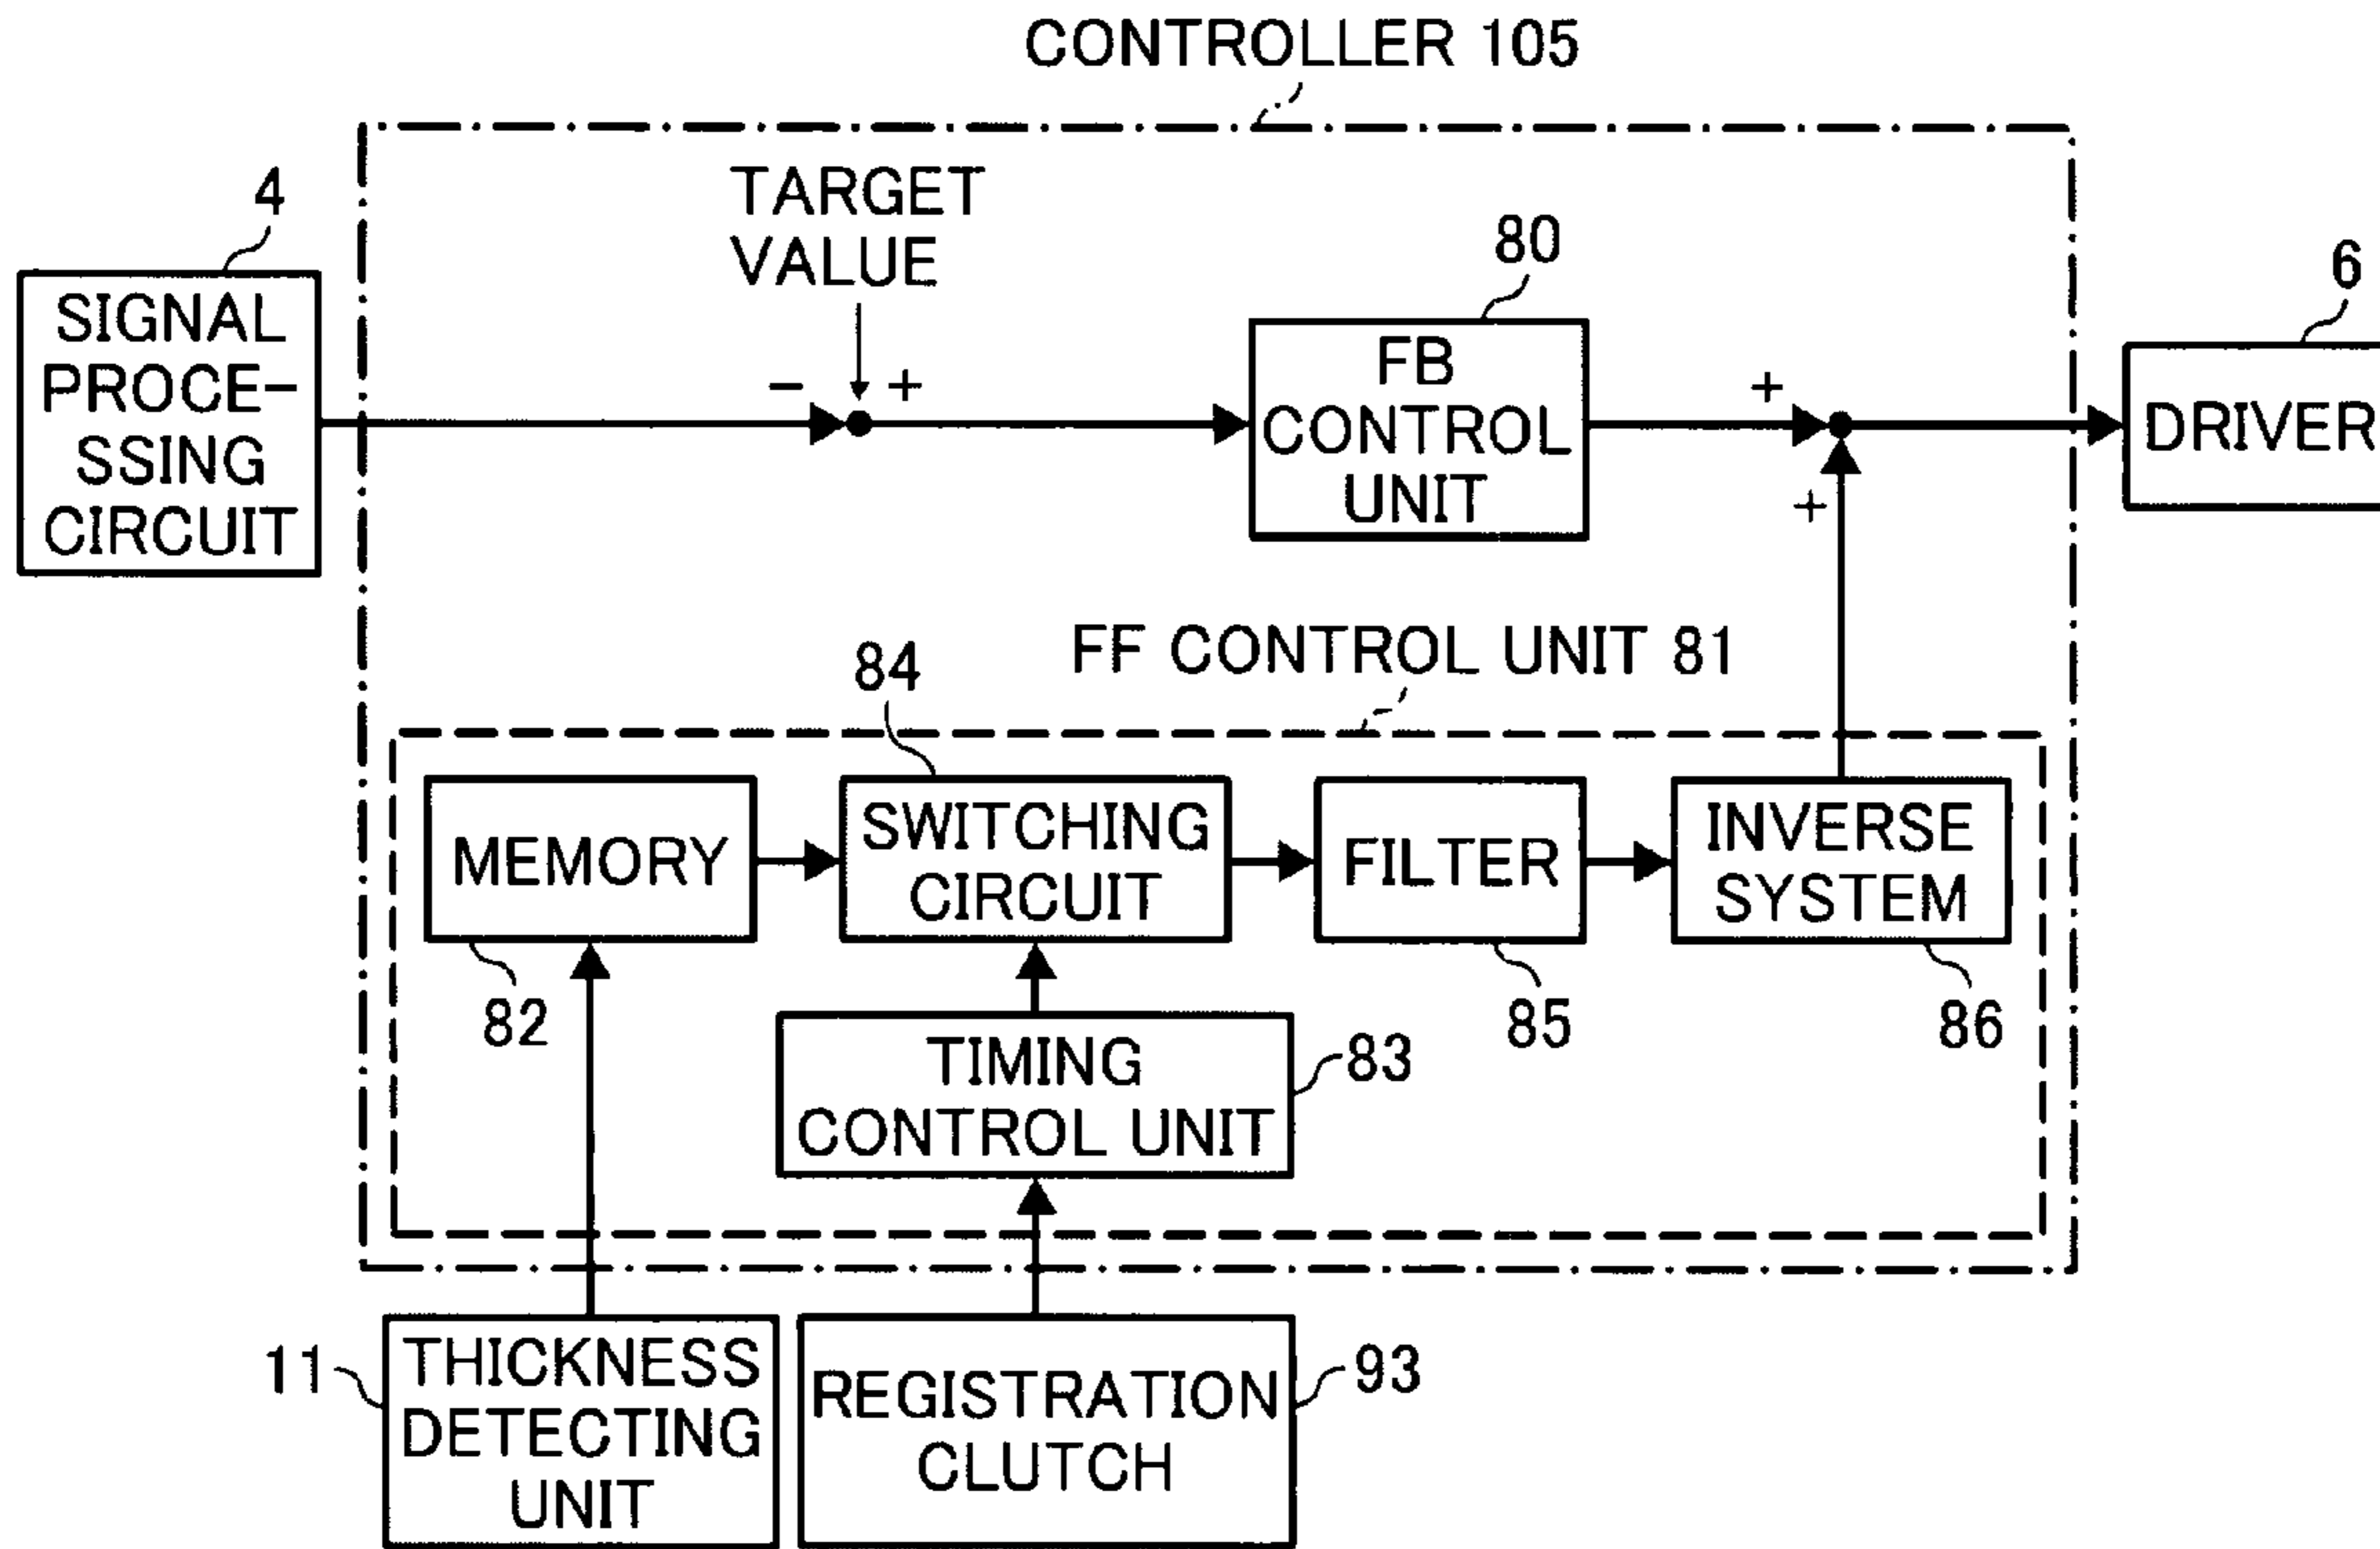 CONTROLLER 105
4
SIGNAL
PROCE-
SSING
CIRCUIT
TARGET
VALUE
- +
80
FB
CONTROL
UNIT
+
+
6
DRIVER
FF CONTROL UNIT 81
84
MEMORY
82
SWITCHING
CIRCUIT
FILTER
85
INVERSE
SYSTEM
86
TIMING
CONTROL UNIT
83
11
THICKNESS
DETECTING
UNIT
REGISTRATION
CLUTCH
93